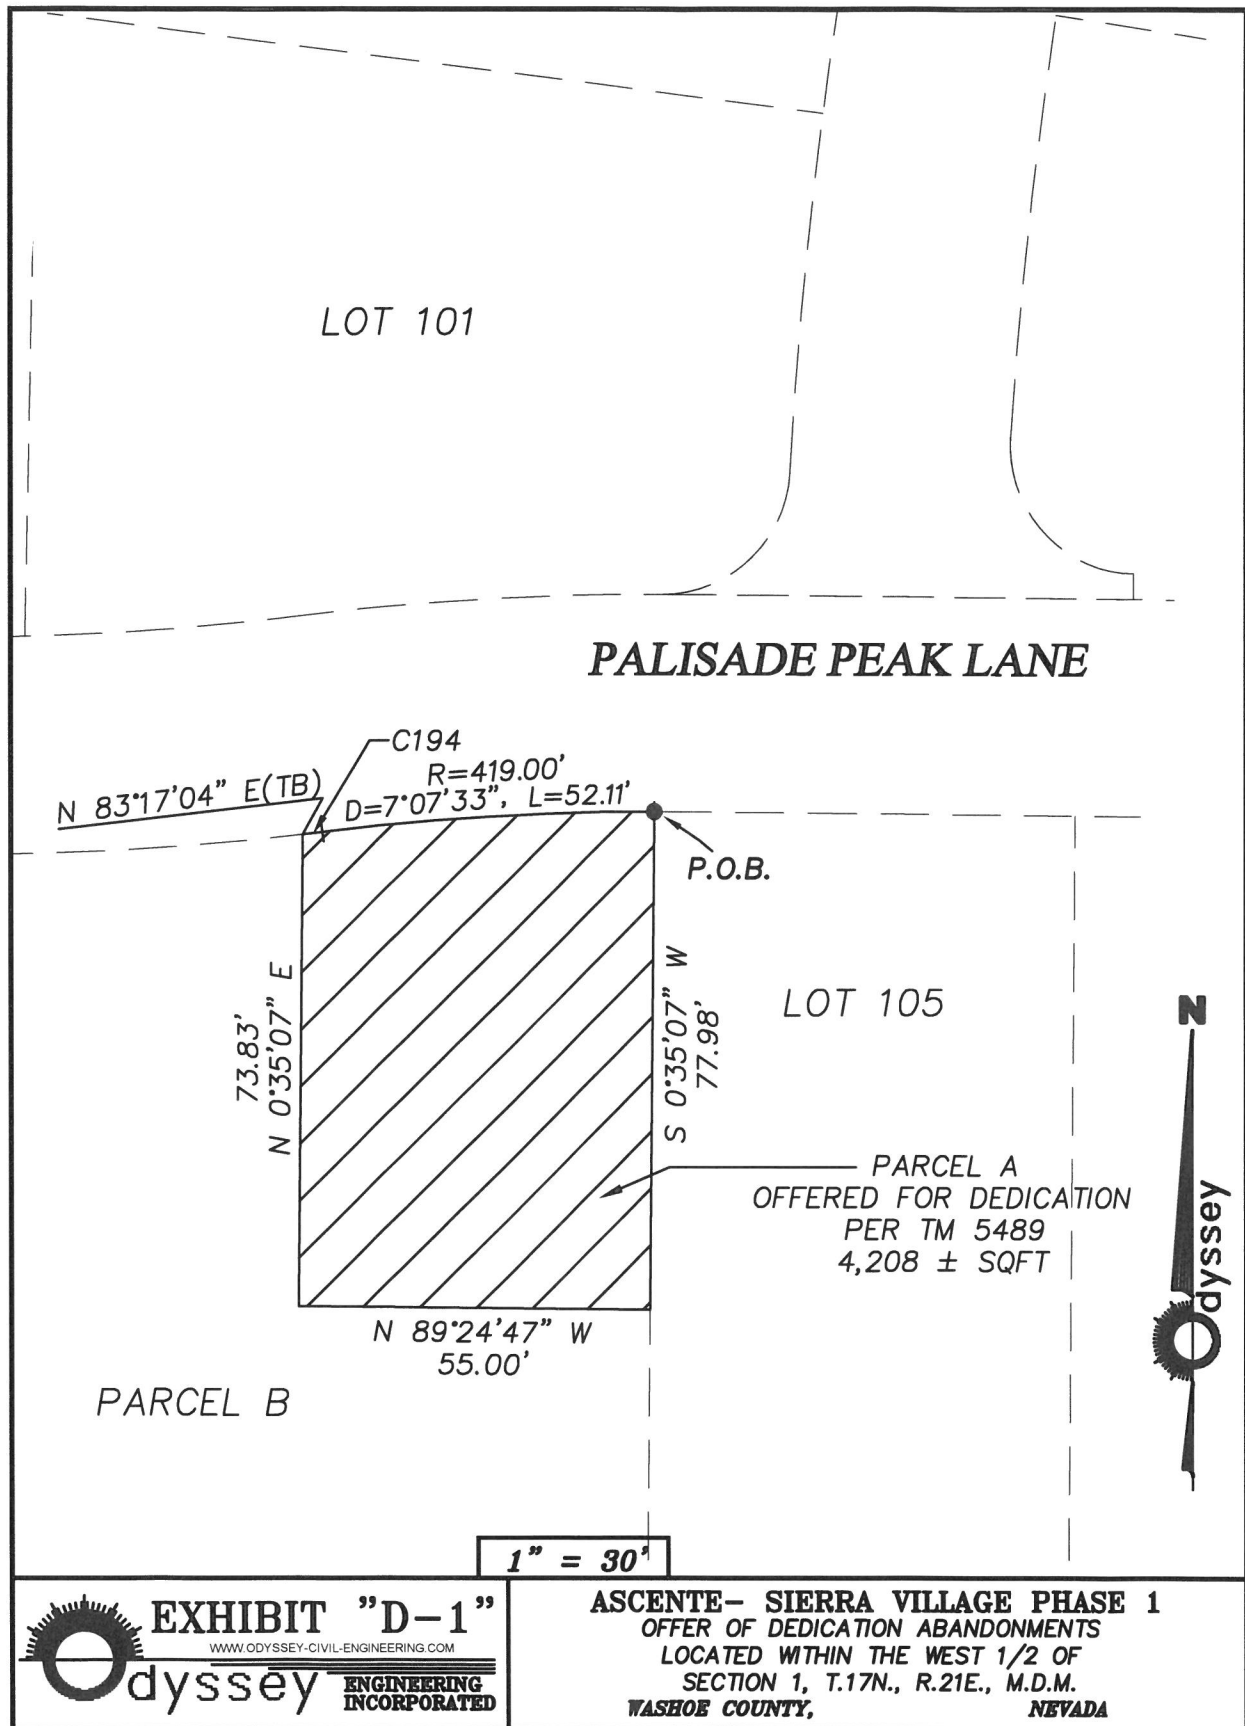 LOT 101
PALISADE PEAK LANE
C194
R=419.00'
D=7°07'33", L=52.11'
N 83°17'04" E(TB)
P.O.B.
73.83'
N 0°35'07" E
S 0°35'07" W
77.98'
LOT 105
N
PARCEL A
OFFERED FOR DEDICATION
PER TM 5489
4,208 ± SQFT
dyssey
N 89°24'47" W
55.00'
PARCEL B
1" = 30'
EXHIBIT "D-1"
WWW.ODYSSEY-CIVIL-ENGINEERING.COM
Odyssey ENGINEERING
INCORPORATED
ASCENTE- SIERRA VILLAGE PHASE 1
OFFER OF DEDICATION ABANDONMENTS
LOCATED WITHIN THE WEST 1/2 OF
SECTION 1, T.17N., R.21E., M.D.M.
WASHOE COUNTY, NEVADA